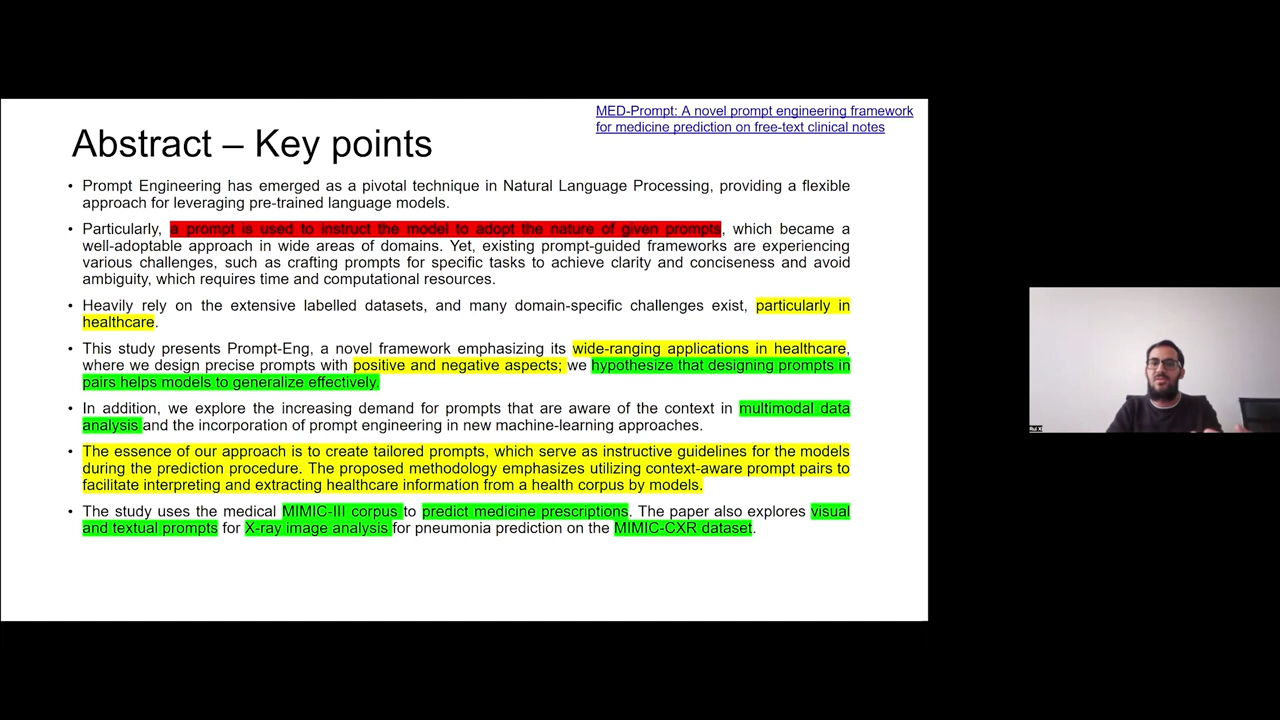 MED-Prompt: A novel prompt engineering framework
for medicine prediction on free-text clinical notes
Abstract – Key points
• Prompt Engineering has emerged as a pivotal technique in Natural Language Processing, providing a flexible
approach for leveraging pre-trained language models.
• Particularly, a prompt is used to instruct the model to adopt the nature of given prompts, which became a
well-adoptable approach in wide areas of domains. Yet, existing prompt-guided frameworks are experiencing
various challenges, such as crafting prompts for specific tasks to achieve clarity and conciseness and avoid
ambiguity, which requires time and computational resources.
• Heavily rely on the extensive labelled datasets, and many domain-specific challenges exist, particularly in
healthcare.
• This study presents Prompt-Eng, a novel framework emphasizing its wide-ranging applications in healthcare,
where we design precise prompts with positive and negative aspects; we hypothesize that designing prompts in
pairs helps models to generalize effectively.
• In addition, we explore the increasing demand for prompts that are aware of the context in multimodal data
analysis and the incorporation of prompt engineering in new machine-learning approaches.
• The essence of our approach is to create tailored prompts, which serve as instructive guidelines for the models
during the prediction procedure. The proposed methodology emphasizes utilizing context-aware prompt pairs to
facilitate interpreting and extracting healthcare information from a health corpus by models.
• The study uses the medical MIMIC-III corpus to predict medicine prescriptions. The paper also explores visual
and textual prompts for X-ray image analysis for pneumonia prediction on the MIMIC-CXR dataset.